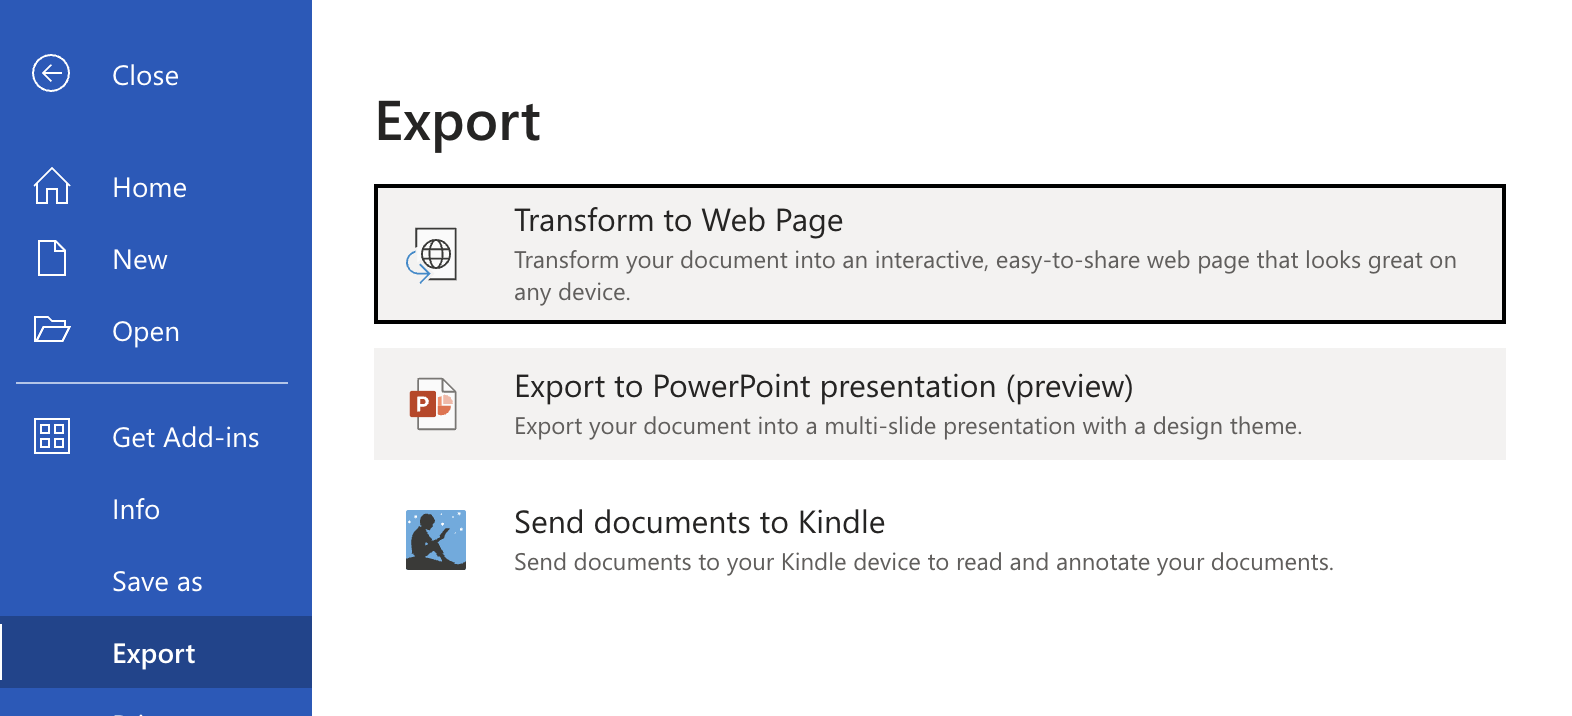 Close
Home
New
Open
Get Add-ins
Info
Save as
Export
Export
Transform to Web Page
Transform your document into an interactive, easy-to-share web page that looks great on
any device.
P
Export to PowerPoint presentation (preview)
Export your document into a multi-slide presentation with a design theme.
Send documents to Kindle
Send documents to your Kindle device to read and annotate your documents.